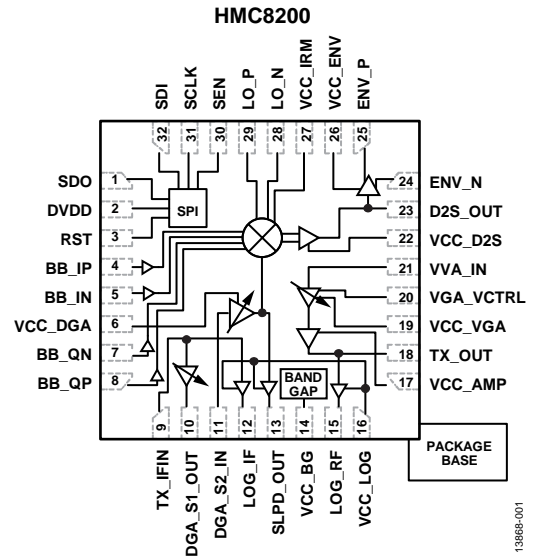 HMC8200
SDI
SCLK
SEN
LO_P
LO_N
VCC_IRM
VCC_ENV
ENV_P
32
31
30
29
28
27
26
25
SDO 1
DVDD 2
RST 3
BB_IP 4
BB_IN 5
VCC_DGA 6
BB_QN 7
BB_QP 8
SPI
24 ENV_N
23 D2S_OUT
22 VCC_D2S
21 VVA_IN
20 VGA_VCTRL
19 VCC_VGA
18 TX_OUT
17 VCC_AMP
BAND
GAP
9
10
11
12
13
14
15
16
TX_IFIN
DGA_S1_OUT
DGA_S2_IN
LOG_IF
SLPD_OUT
VCC_BG
LOG_RF
VCC_LOG
PACKAGE
BASE
13868-001